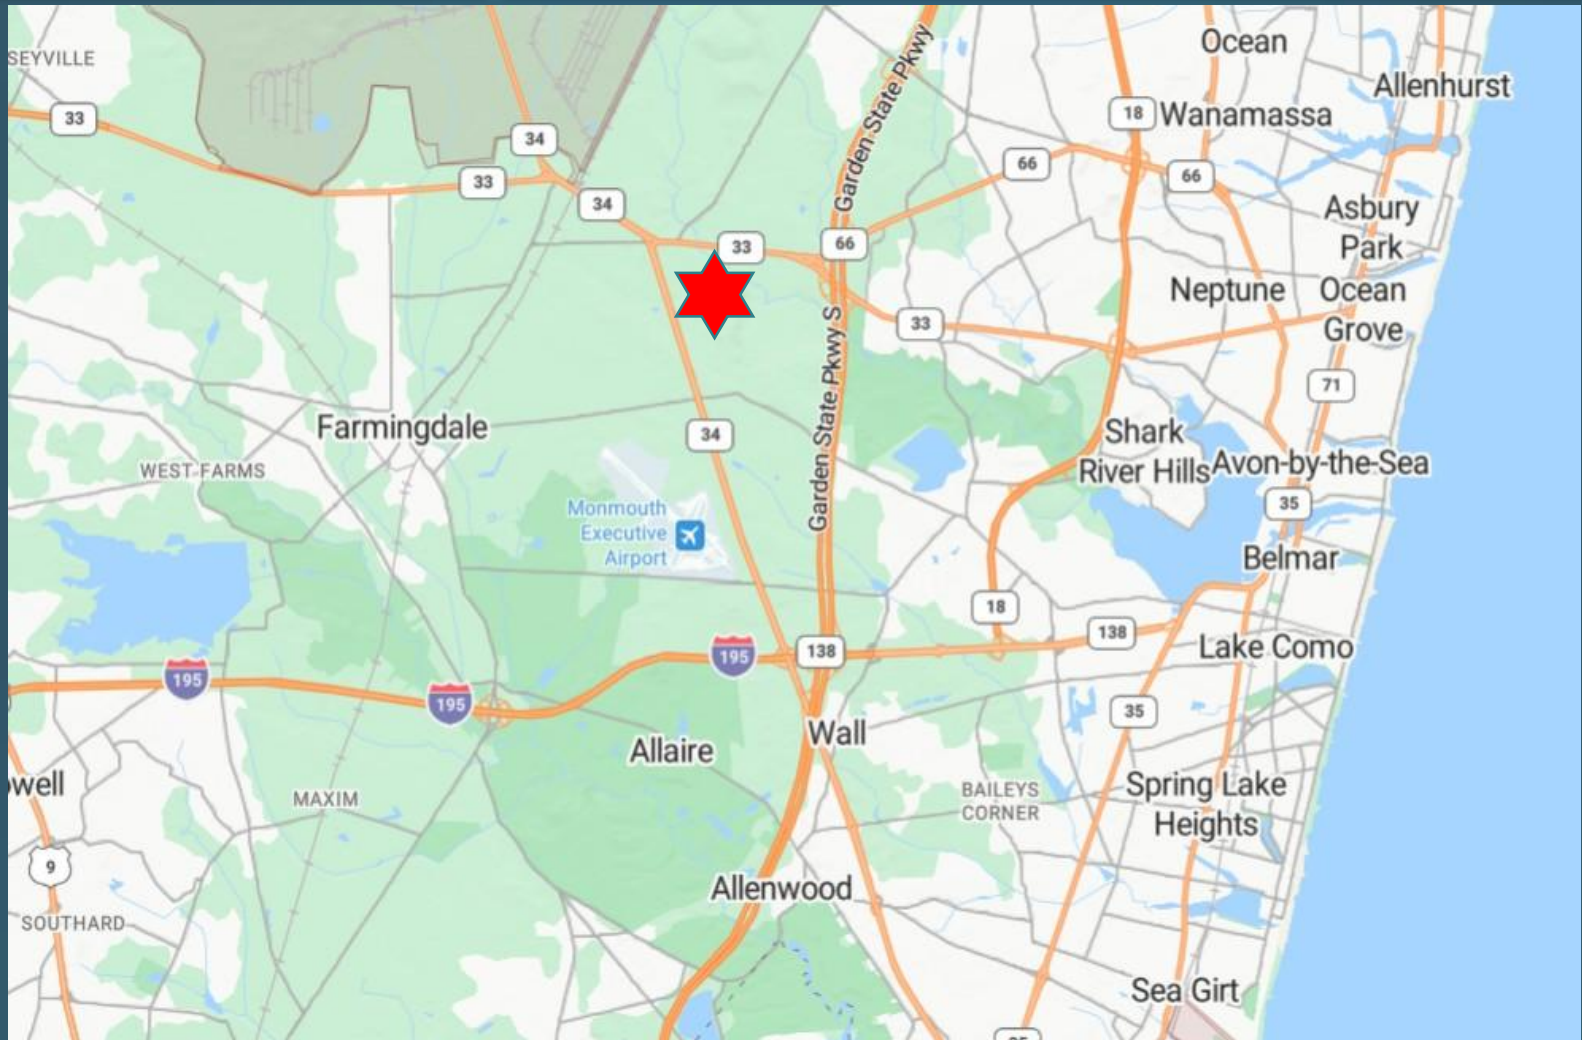 Ocean
SEYVILLE
Allenhurst
33
18
Wanamassa
34
66
66
33
34
Garden State Pkwy
Asbury
Park
33
66
Neptune
Ocean
Grove
33
71
Garden State Pkwy S
Farmingdale
34
Shark
River Hills
Avon-by-the-Sea
WEST FARMS
35
Monmouth
Executive
Airport
Belmar
18
138
138
195
Lake Como
195
195
35
Wall
Allaire
owell
MAXIM
BAILEYS
CORNER
Spring Lake
Heights
9
Allenwood
SOUTHARD
Sea Girt